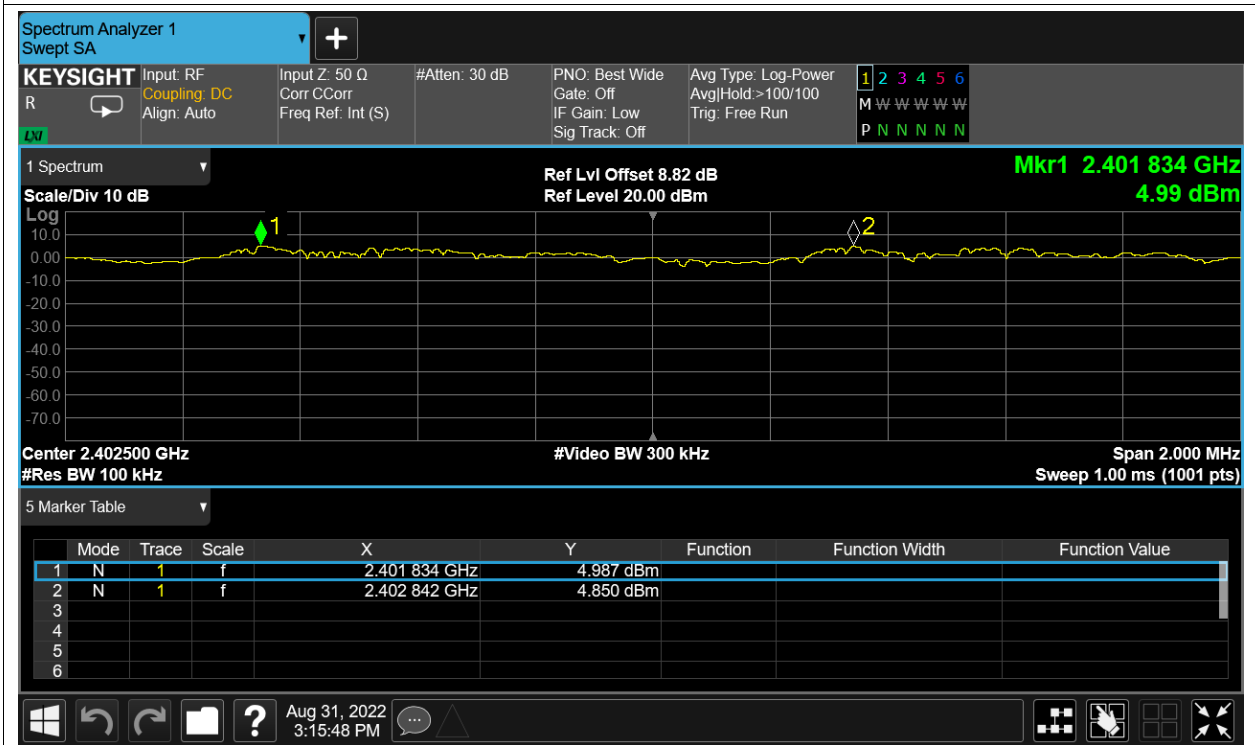 Spectrum Analyzer 1
Swept SA
KEYSIGHT Input: RF Input Z: 50 Ω #Atten: 30 dB PNO: Best Wide Avg Type: Log-Power 1 2 3 4 5 6
R Coupling: DC Corr CCorr Gate: Off Avg|Hold:>100/100 M W W W W W
Align: Auto Freq Ref: Int (S) IF Gain: Low Trig: Free Run
LXI Sig Track: Off P N N N N N N
1 Spectrum Ref Lvl Offset 8.82 dB Mkr1 2.401 834 GHz
Scale/Div 10 dB Ref Level 20.00 dBm 4.99 dBm
Log
1 2
10.0
0.00
-10.0
-20.0
-30.0
-40.0
-50.0
-60.0
-70.0
Center 2.402500 GHz #Video BW 300 kHz Span 2.000 MHz
#Res BW 100 kHz Sweep 1.00 ms (1001 pts)
5 Marker Table
Mode Trace Scale X Y Function Function Width Function Value
1 N 1 f 2.401 834 GHz 4.987 dBm
2 N 1 f 2.402 842 GHz 4.850 dBm
3
4
5
6
? Aug 31, 2022
3:15:48 PM